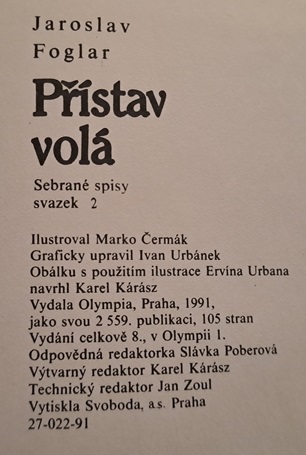 Jaroslav
Foglar
Přístav
volá
Sebrané spisy
svazek 2
Ilustroval Marko Čermák
Graficky upravil Ivan Urbánek
Obálku s použitím ilustrace Ervína Urbana
navrhl Karel Kárász
Vydala Olympia, Praha, 1991,
jako svou 2 559. publikaci, 105 stran
Vydání celkově 8., v Olympii 1.
Odpovědná redaktorka Slávka Poberová
Výtvarný redaktor Karel Kárász
Technický redaktor Jan Zoul
Vytiskla Svoboda, a.s. Praha
27-022-91